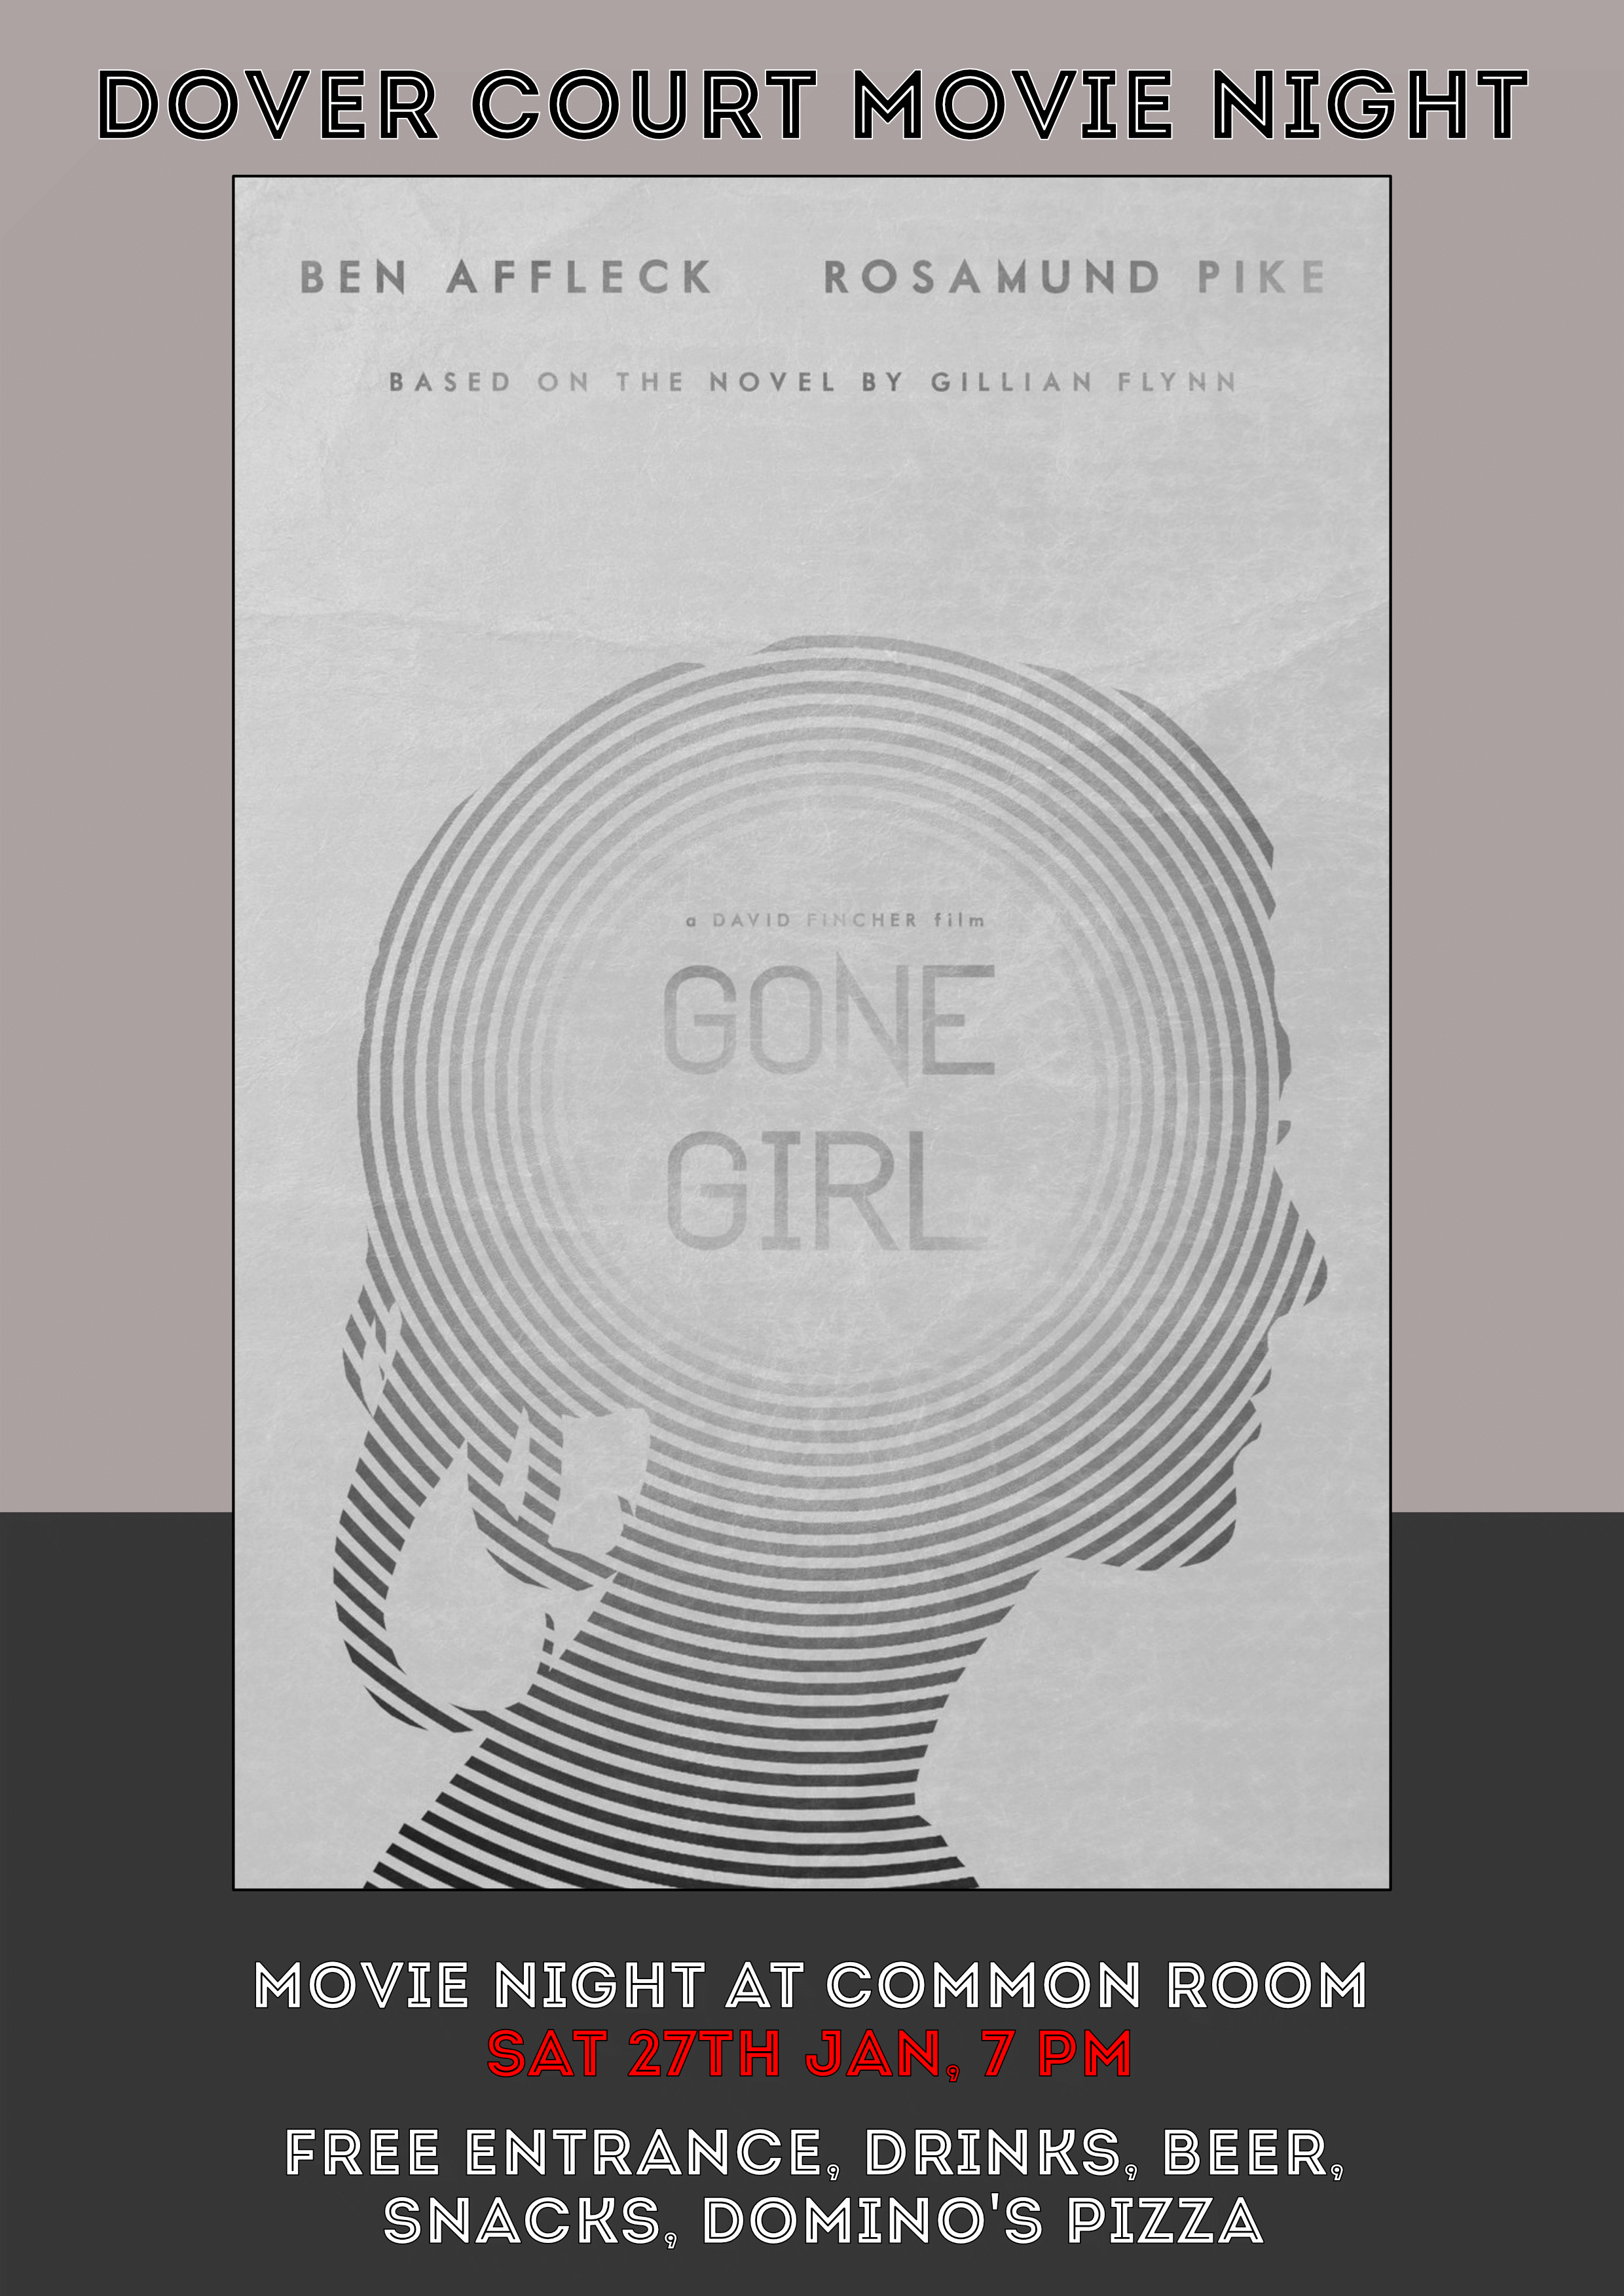 DOVER COURT MOVIE NIGHT
BEN AFFLECK ROSAMUND PIKE
BASED ON THE NOVEL BY GILLIAN FLYNN
a DAVID FINCHER film
GONE
GIRL
MOVIE NIGHT AT COMMON ROOM
SAT 27TH JAN, 7 PM
FREE ENTRANCE, DRINKS, BEER,
SNACKS, DOMINO'S PIZZA